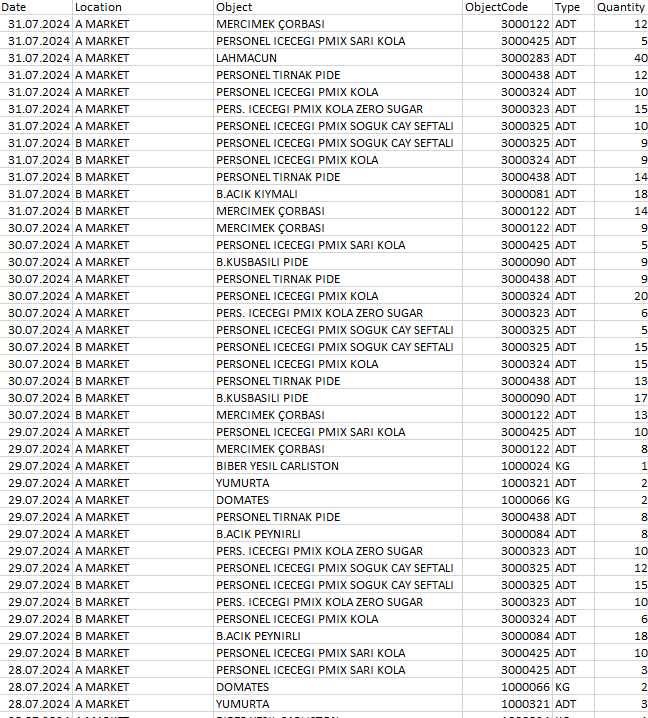 Date Location Object ObjectCode Type Quantity
31.07.2024 A MARKET MERCIMEK ÇORBASI 3000122 ADT 12
31.07.2024 A MARKET PERSONEL ICECEGI PMIX SARI KOLA 3000425 ADT 5
31.07.2024 A MARKET LAHMACUN 3000283 ADT 40
31.07.2024 A MARKET PERSONEL TIRNAK PIDE 3000438 ADT 12
31.07.2024 A MARKET PERSONEL ICECEGI PMIX KOLA 3000324 ADT 10
31.07.2024 A MARKET PERS. ICECEGI PMIX KOLA ZERO SUGAR 3000323 ADT 15
31.07.2024 A MARKET PERSONEL ICECEGI PMIX SOGUK CAY SEFTALI 3000325 ADT 10
31.07.2024 B MARKET PERSONEL ICECEGI PMIX SOGUK CAY SEFTALI 3000325 ADT 9
31.07.2024 B MARKET PERSONEL ICECEGI PMIX KOLA 3000324 ADT 9
31.07.2024 B MARKET PERSONEL TIRNAK PIDE 3000438 ADT 14
31.07.2024 B MARKET B.ACIK KIYMALI 3000081 ADT 18
31.07.2024 B MARKET MERCIMEK ÇORBASI 3000122 ADT 14
30.07.2024 A MARKET MERCIMEK ÇORBASI 3000122 ADT 9
30.07.2024 A MARKET PERSONEL ICECEGI PMIX SARI KOLA 3000425 ADT 5
30.07.2024 A MARKET B.KUSBASILI PIDE 3000090 ADT 9
30.07.2024 A MARKET PERSONEL TIRNAK PIDE 3000438 ADT 9
30.07.2024 A MARKET PERSONEL ICECEGI PMIX KOLA 3000324 ADT 20
30.07.2024 A MARKET PERS. ICECEGI PMIX KOLA ZERO SUGAR 3000323 ADT 6
30.07.2024 A MARKET PERSONEL ICECEGI PMIX SOGUK CAY SEFTALI 3000325 ADT 5
30.07.2024 B MARKET PERSONEL ICECEGI PMIX SOGUK CAY SEFTALI 3000325 ADT 15
30.07.2024 B MARKET PERSONEL ICECEGI PMIX KOLA 3000324 ADT 15
30.07.2024 B MARKET PERSONEL TIRNAK PIDE 3000438 ADT 13
30.07.2024 B MARKET B.KUSBASILI PIDE 3000090 ADT 17
30.07.2024 B MARKET MERCIMEK ÇORBASI 3000122 ADT 13
29.07.2024 A MARKET PERSONEL ICECEGI PMIX SARI KOLA 3000425 ADT 10
29.07.2024 A MARKET MERCIMEK ÇORBASI 3000122 ADT 8
29.07.2024 A MARKET BIBER YESIL CARLISTON 1000024 KG 1
29.07.2024 A MARKET YUMURTA 1000321 ADT 2
29.07.2024 A MARKET DOMATES 1000066 KG 2
29.07.2024 A MARKET PERSONEL TIRNAK PIDE 3000438 ADT 8
29.07.2024 A MARKET B.ACIK PEYNIRLI 3000084 ADT 8
29.07.2024 A MARKET PERS. ICECEGI PMIX KOLA ZERO SUGAR 3000323 ADT 10
29.07.2024 A MARKET PERSONEL ICECEGI PMIX SOGUK CAY SEFTALI 3000325 ADT 12
29.07.2024 B MARKET PERSONEL ICECEGI PMIX SOGUK CAY SEFTALI 3000325 ADT 15
29.07.2024 B MARKET PERS. ICECEGI PMIX KOLA ZERO SUGAR 3000323 ADT 10
29.07.2024 B MARKET PERSONEL ICECEGI PMIX KOLA 3000324 ADT 6
29.07.2024 B MARKET B.ACIK PEYNIRLI 3000084 ADT 18
29.07.2024 B MARKET PERSONEL ICECEGI PMIX SARI KOLA 3000425 ADT 10
28.07.2024 A MARKET PERSONEL ICECEGI PMIX SARI KOLA 3000425 ADT 3
28.07.2024 A MARKET DOMATES 1000066 KG 2
28.07.2024 A MARKET YUMURTA 1000321 ADT 3